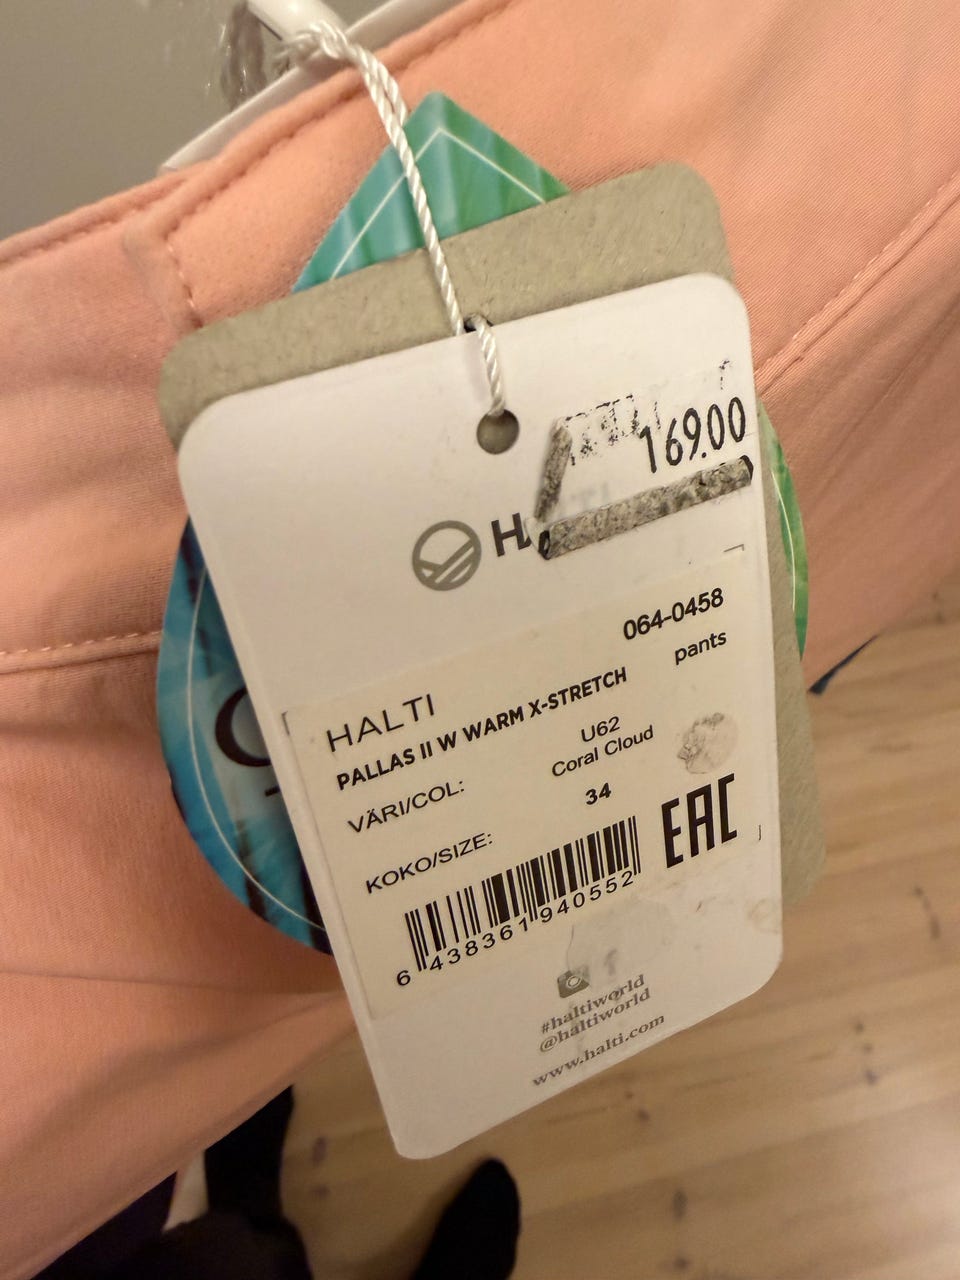 169.00
HALTI
064-0458
pants
PALLAS II W WARM X-STRETCH
VÄRI/COL:
U62
Coral Cloud
KOKO/SIZE:
34
EAC
6 438361 940552
#haltiworld
@haltiworld
www.halti.com